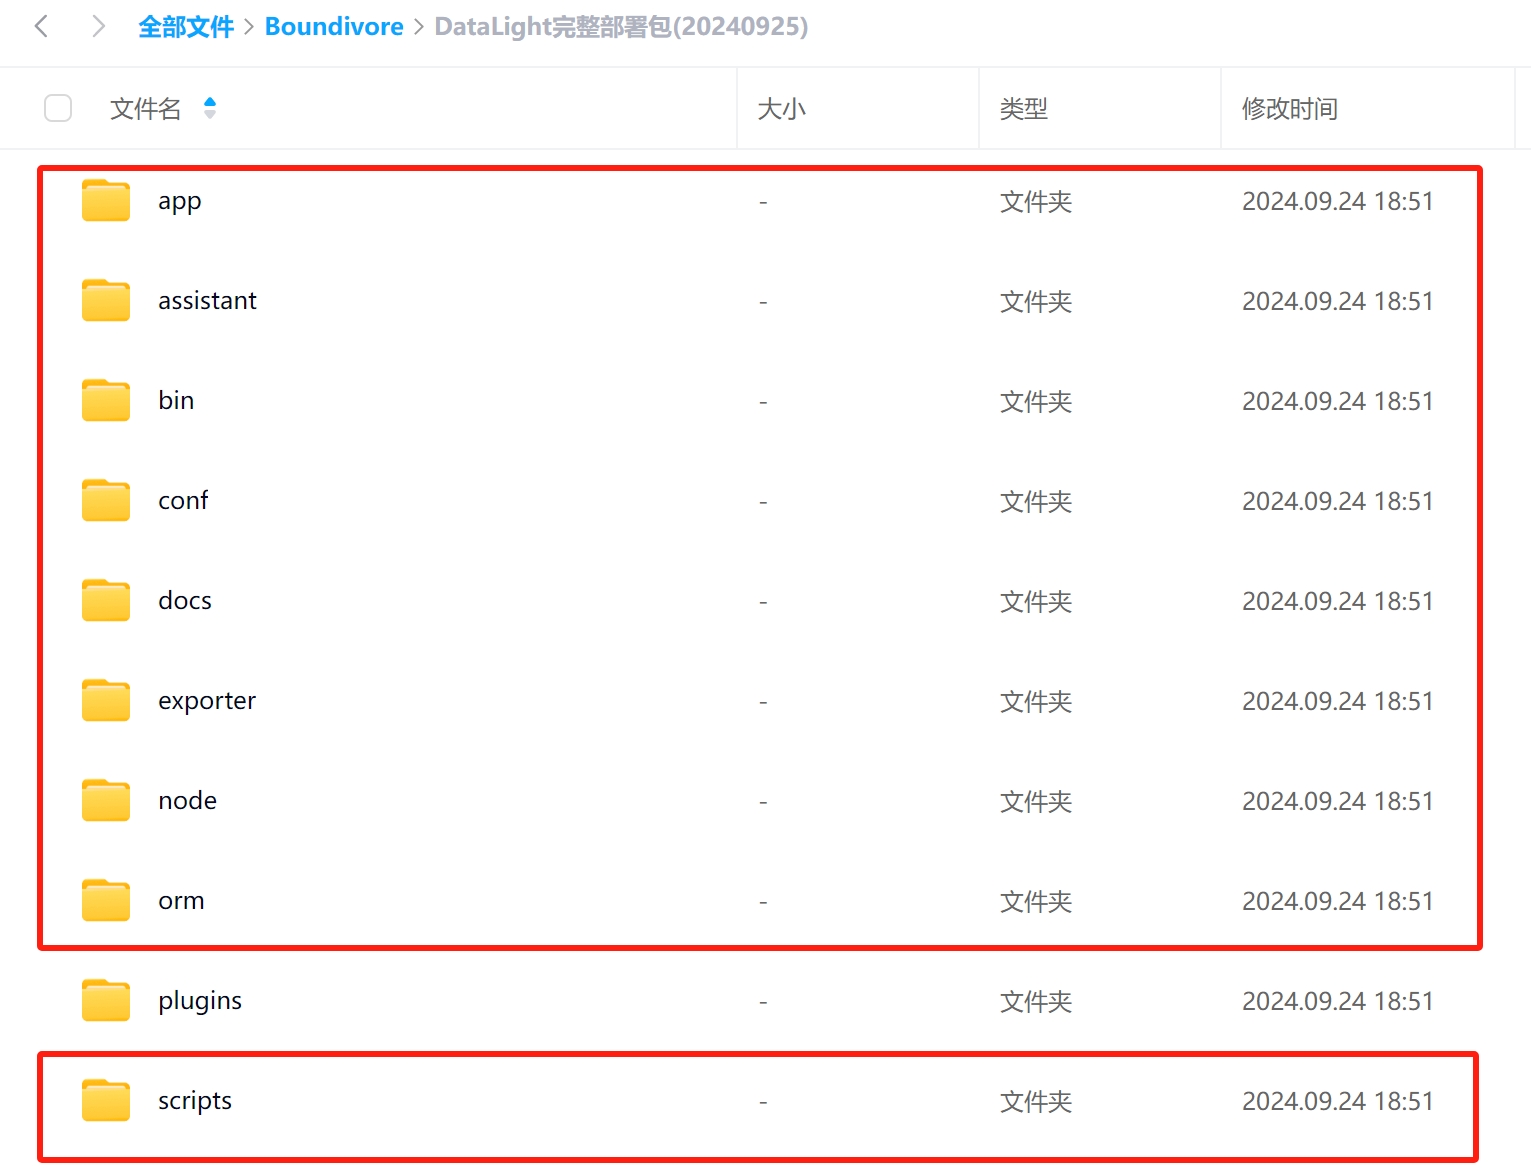 全部文件 > Boundivore > DataLight完整部署包(20240925)
文件名 大小 类型 修改时间
app - 文件夹 2024.09.24 18:51
assistant - 文件夹 2024.09.24 18:51
bin - 文件夹 2024.09.24 18:51
conf - 文件夹 2024.09.24 18:51
docs - 文件夹 2024.09.24 18:51
exporter - 文件夹 2024.09.24 18:51
node - 文件夹 2024.09.24 18:51
orm - 文件夹 2024.09.24 18:51
plugins - 文件夹 2024.09.24 18:51
scripts - 文件夹 2024.09.24 18:51